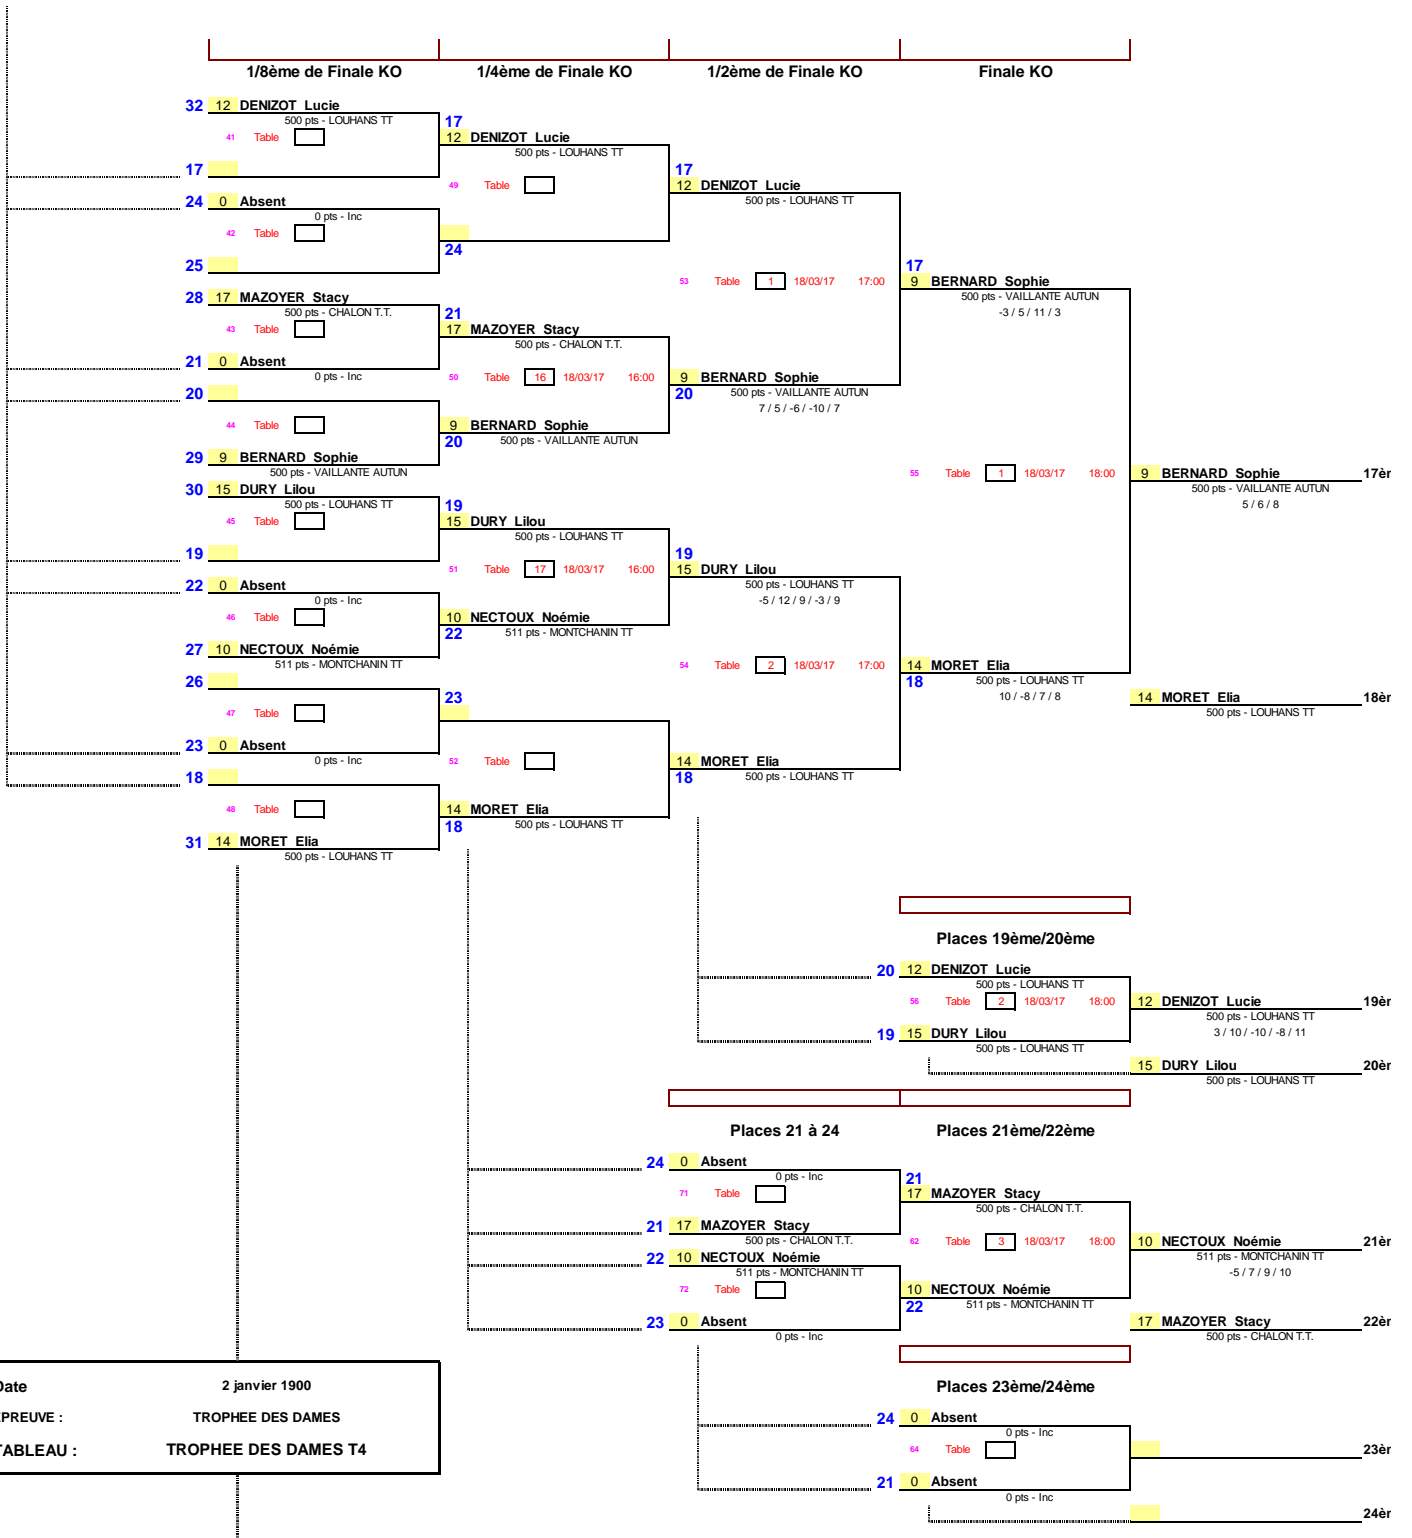 1/8ème de Finale KO 1/4ème de Finale KO 1/2ème de Finale KO Finale KO
32 12 DENIZOT Lucie
500 pts - LOUHANS TT
17
41 Table
12 DENIZOT Lucie
500 pts - LOUHANS TT
17
17
49 Table
12 DENIZOT Lucie
24 0 Absent
500 pts - LOUHANS TT
0 pts - Inc
42 Table
24
25
17
53 Table 1 18/03/17 17:00
9 BERNARD Sophie
28 17 MAZOYER Stacy
500 pts - VAILLANTE AUTUN
500 pts - CHALON T.T.
21
-3 / 5 / 11 / 3
43 Table
17 MAZOYER Stacy
500 pts - CHALON T.T.
21 0 Absent
0 pts - Inc
50 Table 16 18/03/17 16:00
9 BERNARD Sophie
20
20
500 pts - VAILLANTE AUTUN
7 / 5 / -6 / -10 / 7
44 Table
9 BERNARD Sophie
20
500 pts - VAILLANTE AUTUN
29 9 BERNARD Sophie
500 pts - VAILLANTE AUTUN
55 Table 1 18/03/17 18:00
9 BERNARD Sophie 17èr
30 15 DURY Lilou
500 pts - VAILLANTE AUTUN
500 pts - LOUHANS TT
19
5 / 6 / 8
45 Table
15 DURY Lilou
500 pts - LOUHANS TT
19
19
51 Table 17 18/03/17 16:00
15 DURY Lilou
22 0 Absent
500 pts - LOUHANS TT
0 pts - Inc
-5 / 12 / 9 / -3 / 9
46 Table
10 NECTOUX Noémie
22
511 pts - MONTCHANIN TT
27 10 NECTOUX Noémie
511 pts - MONTCHANIN TT
54 Table 2 18/03/17 17:00
14 MORET Elia
26
18
500 pts - LOUHANS TT
23
10 / -8 / 7 / 8
14 MORET Elia 18èr
47 Table
500 pts - LOUHANS TT
23 0 Absent
0 pts - Inc
52 Table
14 MORET Elia
18
18
500 pts - LOUHANS TT
48 Table
14 MORET Elia
18
500 pts - LOUHANS TT
31 14 MORET Elia
500 pts - LOUHANS TT
Places 19ème/20ème
20 12 DENIZOT Lucie
500 pts - LOUHANS TT
56 Table 2 18/03/17 18:00
12 DENIZOT Lucie 19èr
500 pts - LOUHANS TT
3 / 10 / -10 / -8 / 11
19 15 DURY Lilou
500 pts - LOUHANS TT
15 DURY Lilou 20èr
500 pts - LOUHANS TT
Places 21 à 24 Places 21ème/22ème
24 0 Absent
0 pts - Inc
21
71 Table
17 MAZOYER Stacy
500 pts - CHALON T.T.
21 17 MAZOYER Stacy
500 pts - CHALON T.T.
62 Table 3 18/03/17 18:00
10 NECTOUX Noémie 21èr
22 10 NECTOUX Noémie
511 pts - MONTCHANIN TT
511 pts - MONTCHANIN TT
-5 / 7 / 9 / 10
72 Table
10 NECTOUX Noémie
22
511 pts - MONTCHANIN TT
23 0 Absent
0 pts - Inc
17 MAZOYER Stacy 22èr
500 pts - CHALON T.T.
Places 23ème/24ème
24 0 Absent
0 pts - Inc
64 Table
23èr
21 0 Absent
0 pts - Inc
24èr
Date 2 janvier 1900
EPREUVE : TROPHEE DES DAMES
TABLEAU : TROPHEE DES DAMES T4